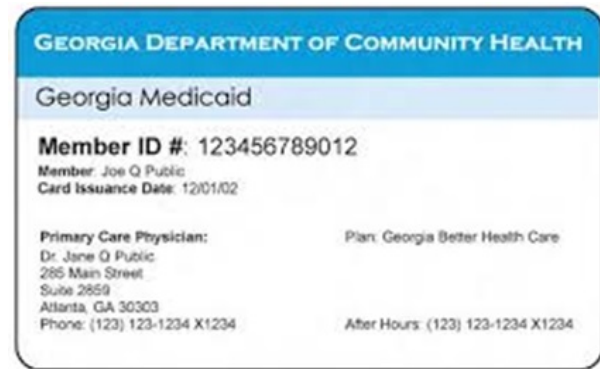 GEORGIA DEPARTMENT OF COMMUNITY HEALTH
Georgia Medicaid
Member ID #: 123456789012
Member: Joe Q Public
Card Issuance Date: 12/01/02
Primary Care Physician:
Dr. Jane Q Public
285 Main Street
Suite 2859
Atlanta, GA 30303
Phone: (123) 123-1234 X1234
Plan: Georgia Better Health Care
After Hours: (123) 123-1234 X1234